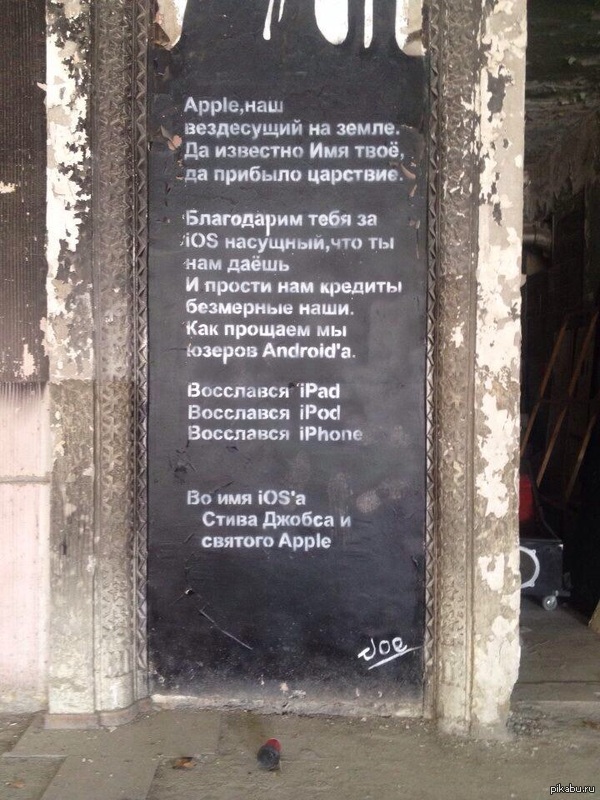 Apple,наш
вездесущий на земле.
Да известно Имя твоё,
да прибыло царствие.
Благодарим тебя за
iOS насущный,что ты
нам даёшь
И прости нам кредиты
безмерные наши.
Как прощаем мы
юзеров Android'а.
Восслався iPad
Восслався iPod
Восслався iPhone
Во имя iOS'а
Стива Джобса и
святого Apple
Joe
pikabu.ru